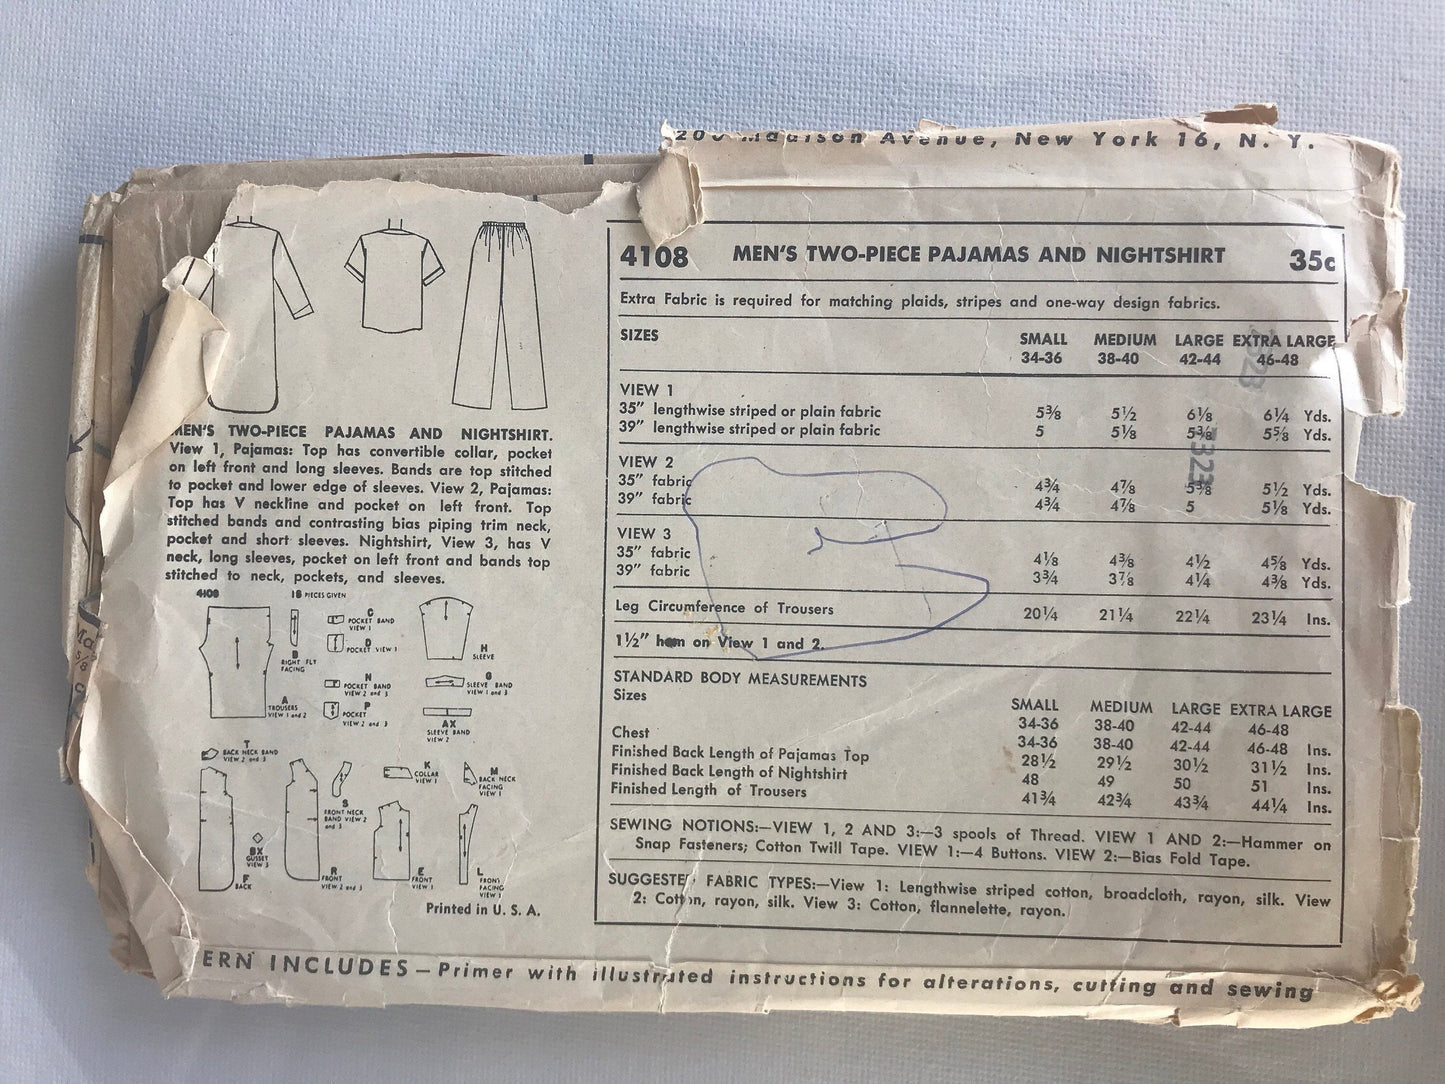 Madison Avenue, New York 16, N. Y.
MEN'S TWO-PIECE PAJAMAS AND NIGHTSHIRT.
View 1, Pajamas: Top has convertible collar, pocket
on left front and long sleeves. Bands are top stitched
to pocket and lower edge of sleeves. View 2, Pajamas:
Top has V neckline and pocket on left front. Top
stitched bands and contrasting bias piping trim neck,
pocket and short sleeves. Nightshirt, View 3, has V
neck, long sleeves, pocket on left front and bands top
stitched to neck, pockets, and sleeves.
4108 18 PIECES GIVEN
A
TROUSERS
VIEW 1 and 2
B
RIGHT FLY
FACING
C
POCKET BAND
VIEW 1
D
POCKET VIEW 1
N
POCKET BAND
VIEW 2 and 3
P
POCKET
VIEW 2 and 3
H
SLEEVE
G
SLEEVE BAND
VIEW 1 and 3
AX
SLEEVE BAND
VIEW 2
T
BACK NECK BAND
VIEW 2 and 3
F
BACK
BX
GUSSET
VIEW 3
R
FRONT
VIEW 2 and 3
S
FRONT NECK
BAND VIEW 2
and 3
K
COLLAR
VIEW 1
E
FRONT
VIEW 1
M
BACK NECK
FACING
VIEW 1
L
FRONT
FACING
VIEW 1
Printed in U. S. A.
4108 MEN'S TWO-PIECE PAJAMAS AND NIGHTSHIRT 35c
Extra Fabric is required for matching plaids, stripes and one-way design fabrics.
SIZES SMALL MEDIUM LARGE EXTRA LARGE
34-36 38-40 42-44 46-48
VIEW 1
35" lengthwise striped or plain fabric 5⅜ 5½ 6⅛ 6¼ Yds.
39" lengthwise striped or plain fabric 5 5⅛ 5⅜ 5⅝ Yds.
VIEW 2
35" fabric 4¾ 4⅞ 5⅜ 5½ Yds.
39" fabric 4¾ 4⅞ 5 5⅛ Yds.
VIEW 3
35" fabric 4⅛ 4⅜ 4½ 4⅝ Yds.
39" fabric 3¾ 3⅞ 4¼ 4⅜ Yds.
Leg Circumference of Trousers 20¼ 21¼ 22¼ 23¼ Ins.
1½" hem on View 1 and 2.
STANDARD BODY MEASUREMENTS
Sizes SMALL MEDIUM LARGE EXTRA LARGE
34-36 38-40 42-44 46-48
Chest 34-36 38-40 42-44 46-48 Ins.
Finished Back Length of Pajamas Top 28½ 29½ 30½ 31½ Ins.
Finished Back Length of Nightshirt 48 49 50 51 Ins.
Finished Length of Trousers 41¾ 42¾ 43¾ 44¼ Ins.
SEWING NOTIONS:—VIEW 1, 2 AND 3:—3 spools of Thread. VIEW 1 AND 2:—Hammer on
Snap Fasteners; Cotton Twill Tape. VIEW 1:—4 Buttons. VIEW 2:—Bias Fold Tape.
SUGGESTED FABRIC TYPES:—View 1: Lengthwise striped cotton, broadcloth, rayon, silk. View
2: Cotton, rayon, silk. View 3: Cotton, flannelette, rayon.
ERN INCLUDES—Primer with illustrated instructions for alterations, cutting and sewing